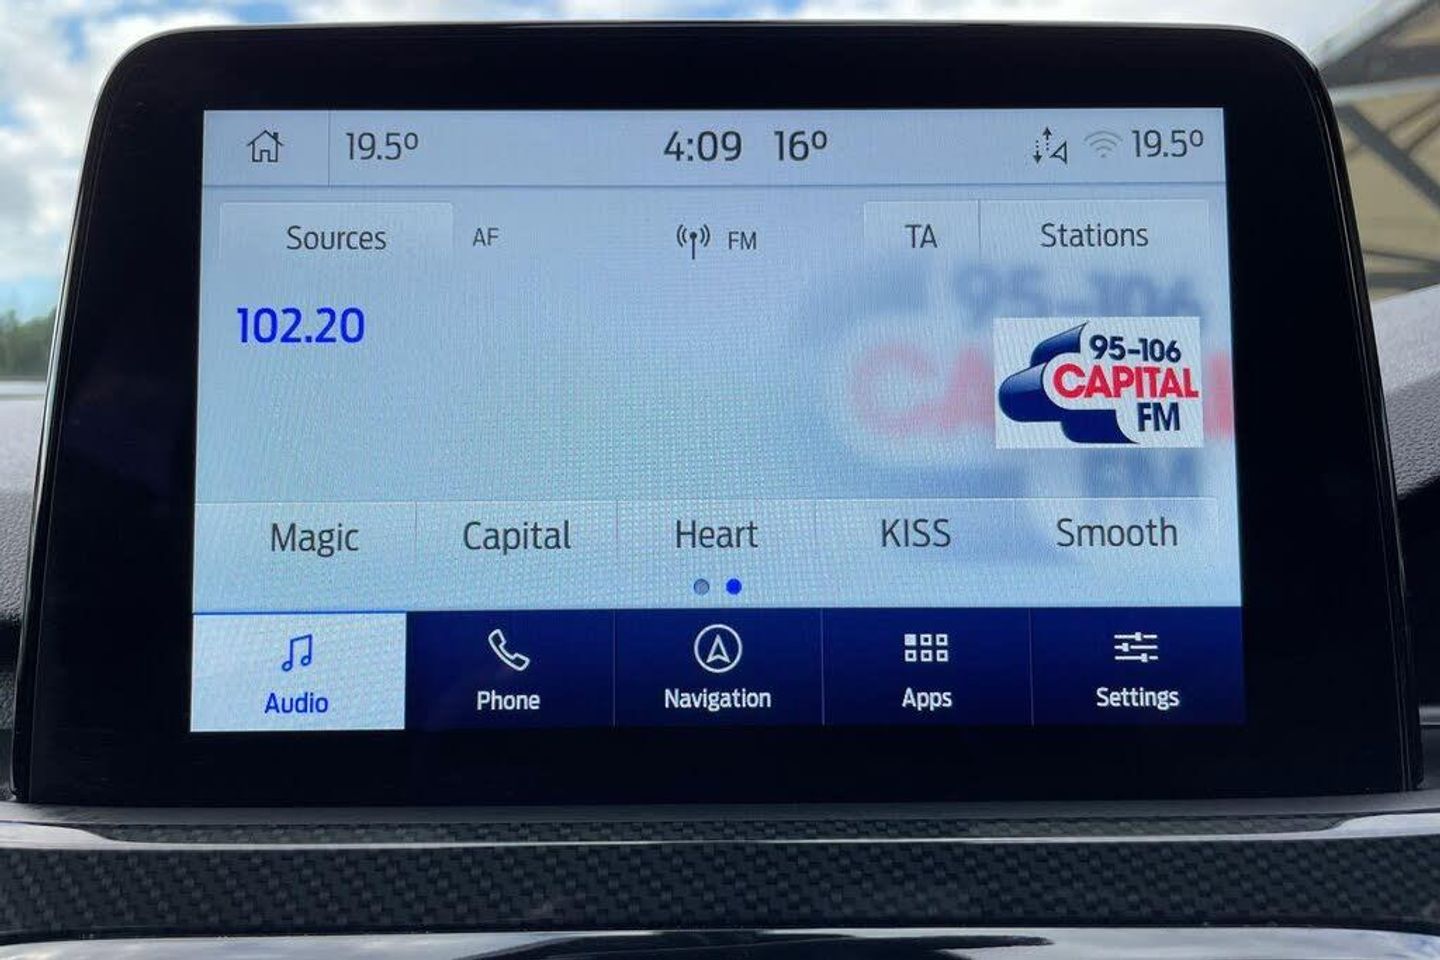 19.5° 4:09 16° 19.5°
Sources AF FM TA Stations
102.20
95-106
CAPITAL
FM
Magic Capital Heart KISS Smooth
Audio Phone Navigation Apps Settings